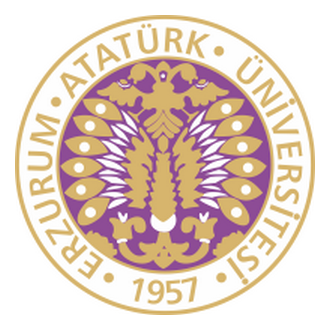 • ERZURUM • ATATÜRK • ÜNİVERSİTESİ •
1957